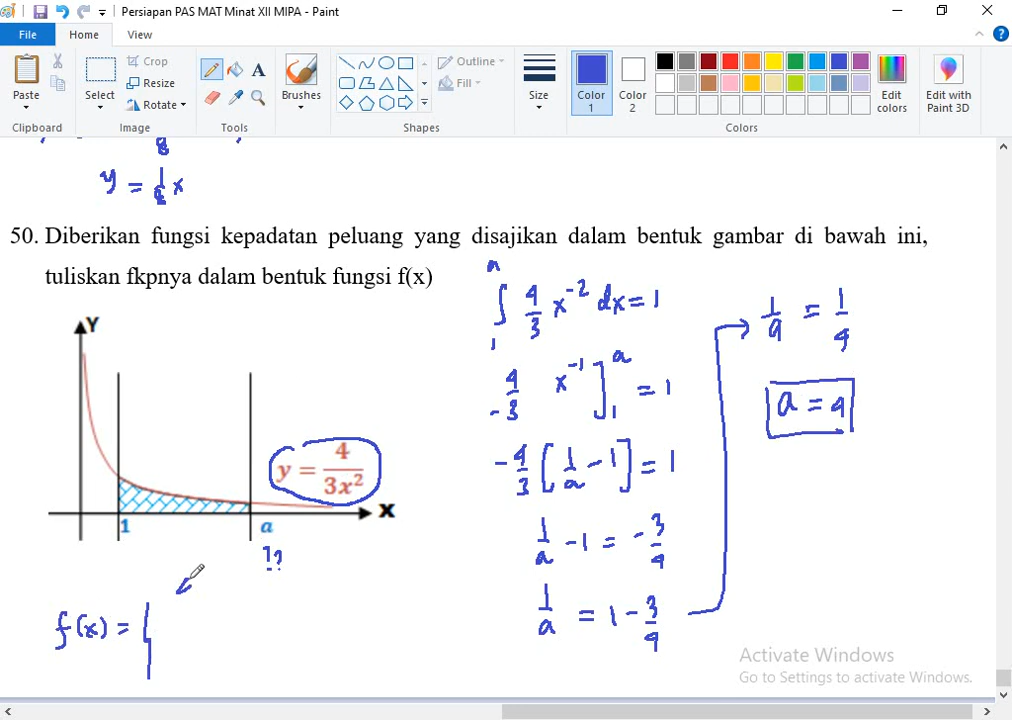 Persiapan PAS MAT Minat XII MIPA - Paint
File
Home
View
Paste
Select
Crop
Resize
Rotate
A
Brushes
Outline
Fill
Size
Color 1
Color 2
Edit colors
Edit with Paint 3D
Clipboard
Image
Tools
Shapes
Colors
8
y = 1/8 x
50. Diberikan fungsi kepadatan peluang yang disajikan dalam bentuk gambar di bawah ini,
tuliskan fkpnya dalam bentuk fungsi f(x)
Y
y = 4/3x²
X
1
a
??
f(x) = {
∫₁ᵃ 4/3 x⁻² dx = 1
4/-3 x⁻¹ ]₁ᵃ = 1
-4/3 [1/a - 1] = 1
1/a - 1 = -3/4
1/a = 1 - 3/4
1/a = 1/4
a = 4
Activate Windows
Go to Settings to activate Windows.